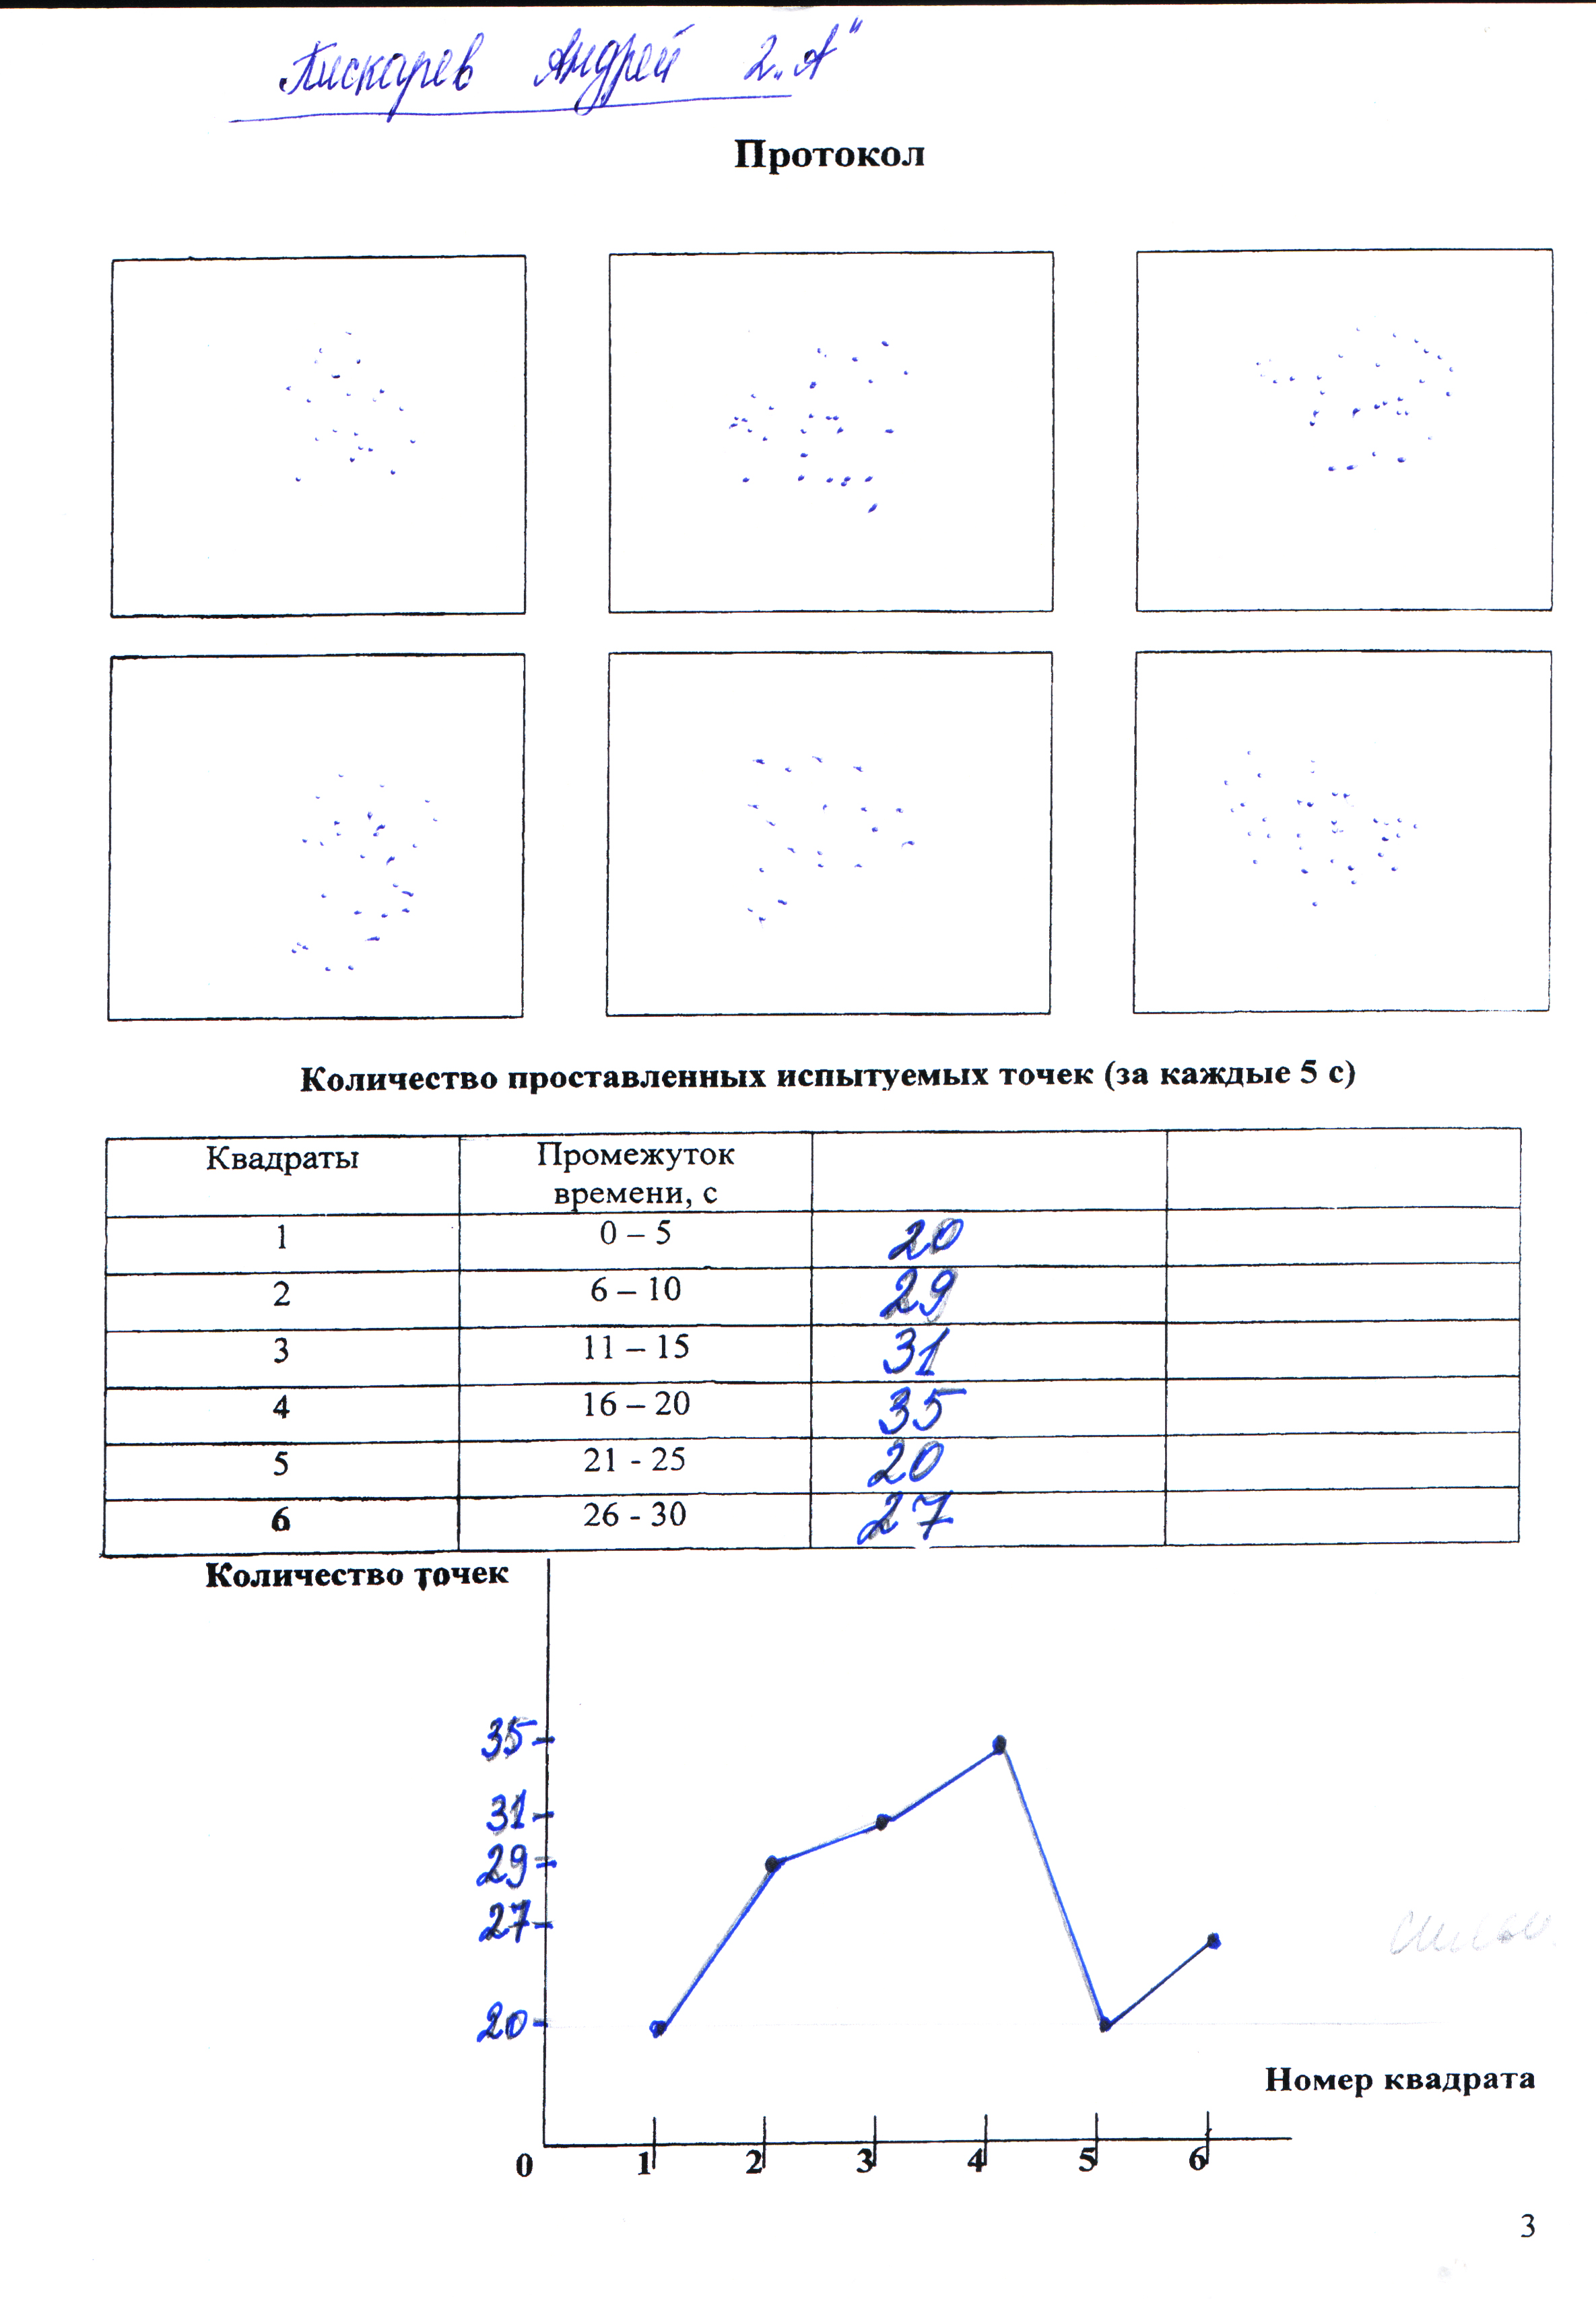 Пискарев Андрей 2 „А"
Протокол
Количество проставленных испытуемых точек (за каждые 5 с)
Квадраты Промежуток времени, с
1 0 – 5 20
2 6 – 10 29
3 11 – 15 31
4 16 – 20 35
5 21 - 25 20
6 26 - 30 27
Количество точек
35
31
29
27
20
Номер квадрата
0 1 2 3 4 5 6
3